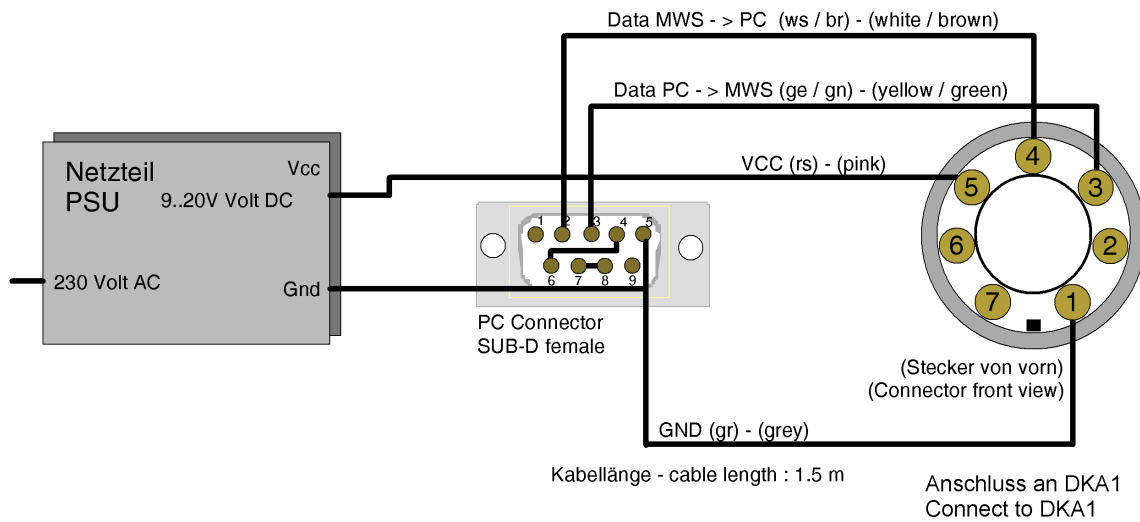 Data MWS - > PC (ws / br) - (white / brown)
Data PC - > MWS (ge / gn) - (yellow / green)
VCC (rs) - (pink)
Netzteil
PSU
Vcc
9..20V Volt DC
230 Volt AC
Gnd
1 2 3 4 5
6 7 8 9
PC Connector
SUB-D female
4
5
3
6
2
7
1
(Stecker von vorn)
(Connector front view)
GND (gr) - (grey)
Kabellänge - cable length : 1.5 m
Anschluss an DKA1
Connect to DKA1